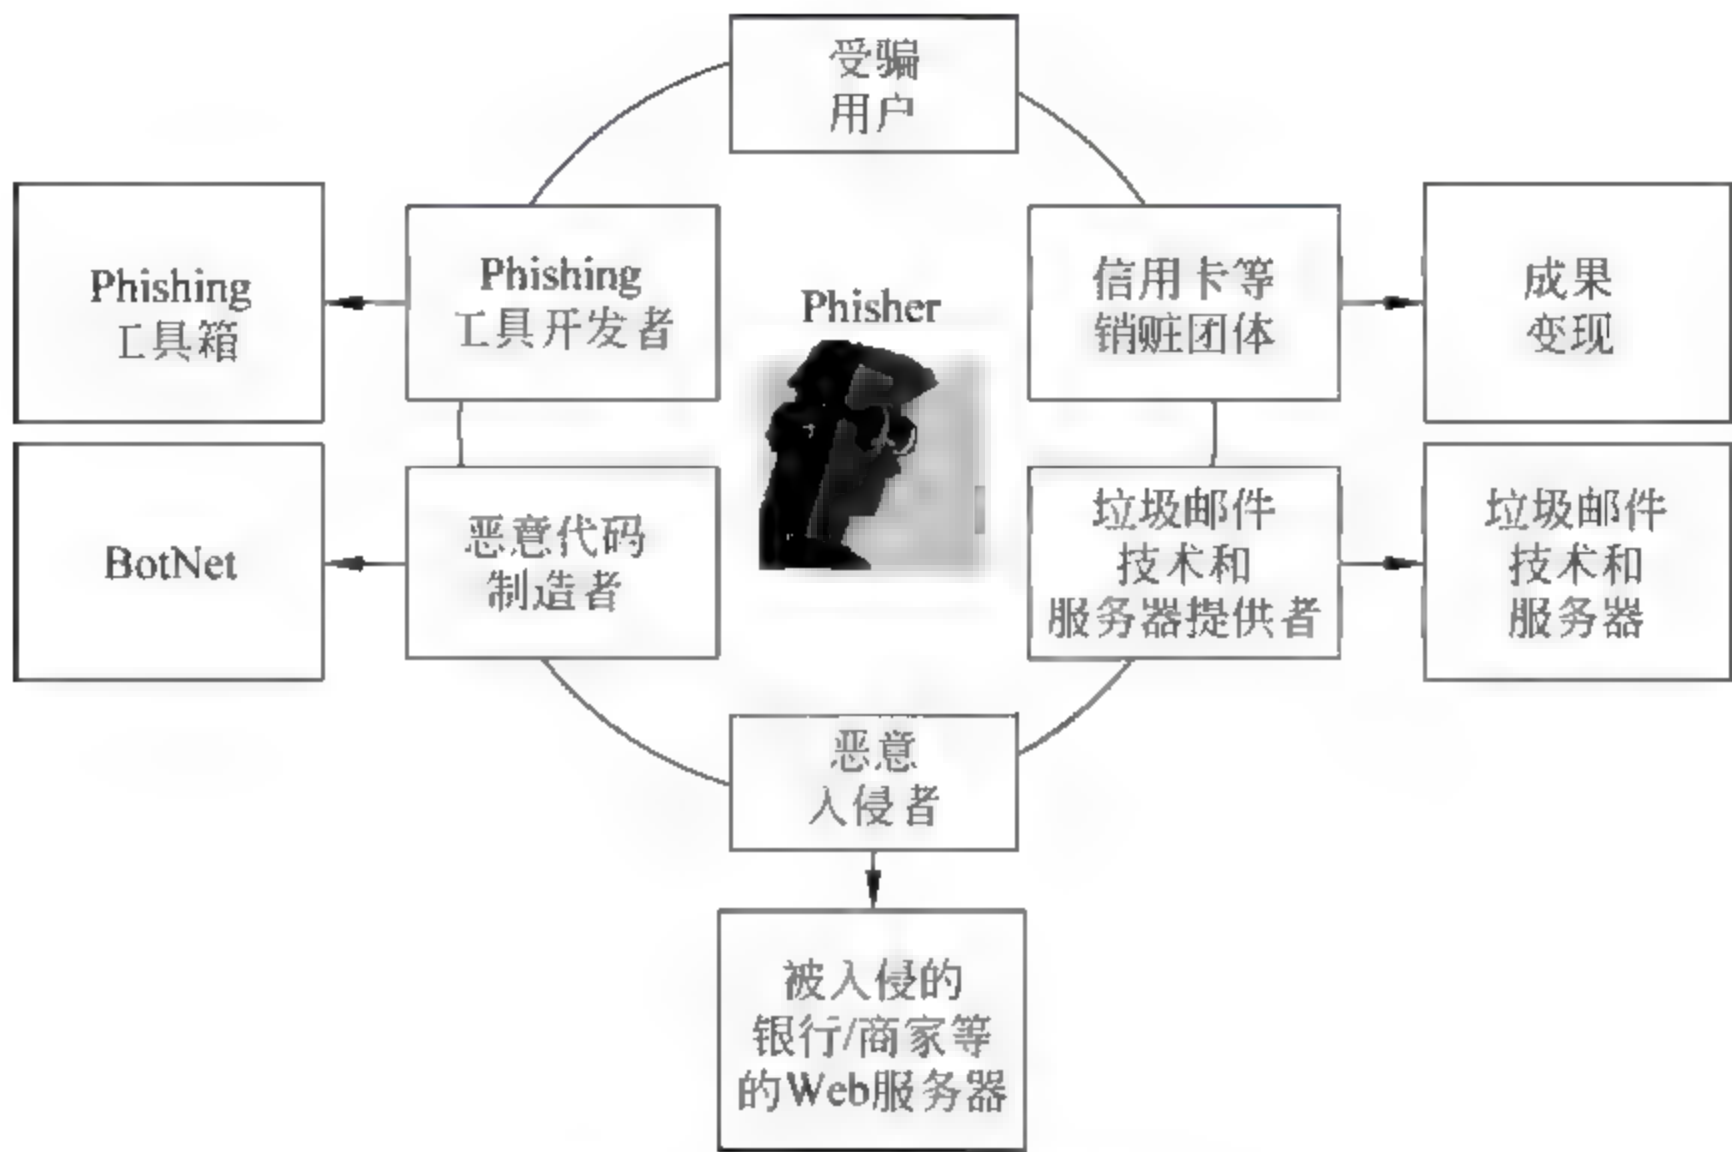 受骗
用户
Phishing
工具箱
Phishing
工具开发者
Phisher
信用卡等
销赃团体
成果
变现
BotNet
恶意代码
制造者
垃圾邮件
技术和
服务器提供者
垃圾邮件
技术和
服务器
恶意
入侵者
被入侵的
银行/商家等
的Web服务器